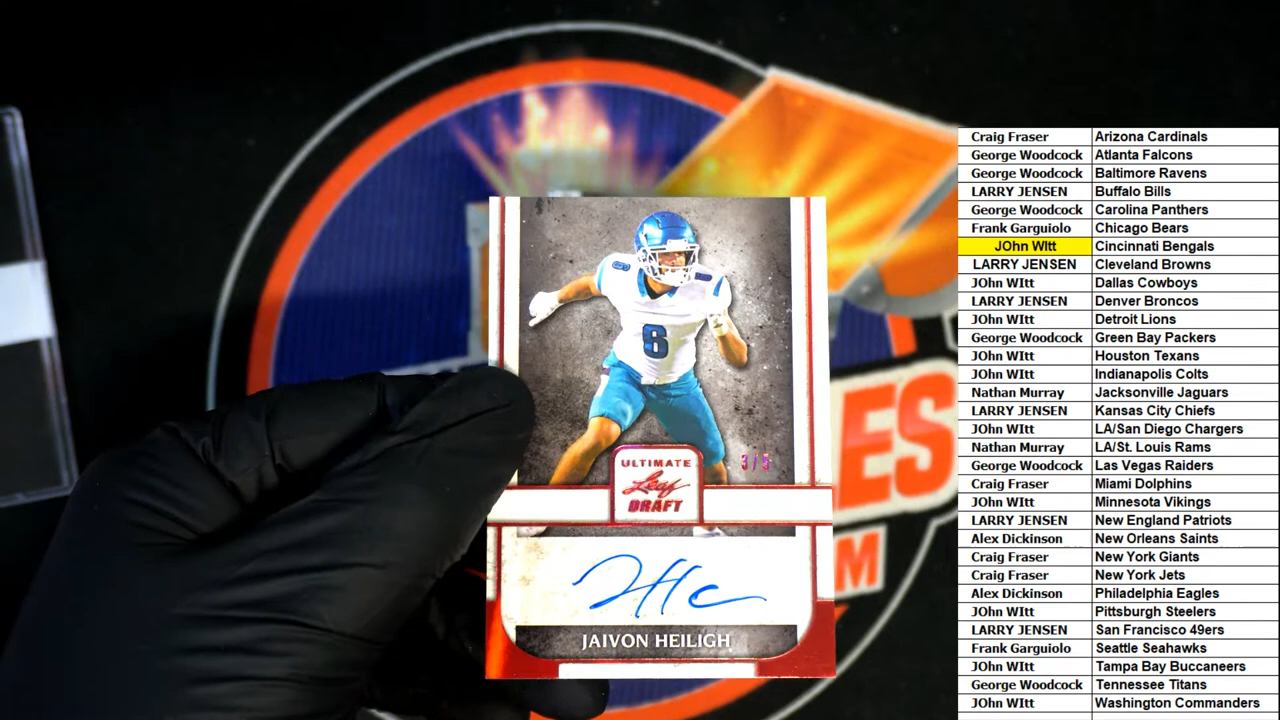 8
8
6
3/5
ULTIMATE
Leaf
DRAFT
JAIVON HEILIGH
ES
M
Craig Fraser Arizona Cardinals
George Woodcock Atlanta Falcons
George Woodcock Baltimore Ravens
LARRY JENSEN Buffalo Bills
George Woodcock Carolina Panthers
Frank Garguiolo Chicago Bears
JOhn WItt Cincinnati Bengals
LARRY JENSEN Cleveland Browns
JOhn WItt Dallas Cowboys
LARRY JENSEN Denver Broncos
JOhn WItt Detroit Lions
George Woodcock Green Bay Packers
JOhn WItt Houston Texans
JOhn WItt Indianapolis Colts
Nathan Murray Jacksonville Jaguars
LARRY JENSEN Kansas City Chiefs
JOhn WItt LA/San Diego Chargers
Nathan Murray LA/St. Louis Rams
George Woodcock Las Vegas Raiders
Craig Fraser Miami Dolphins
JOhn WItt Minnesota Vikings
LARRY JENSEN New England Patriots
Alex Dickinson New Orleans Saints
Craig Fraser New York Giants
Craig Fraser New York Jets
Alex Dickinson Philadelphia Eagles
JOhn WItt Pittsburgh Steelers
LARRY JENSEN San Francisco 49ers
Frank Garguiolo Seattle Seahawks
JOhn WItt Tampa Bay Buccaneers
George Woodcock Tennessee Titans
JOhn WItt Washington Commanders